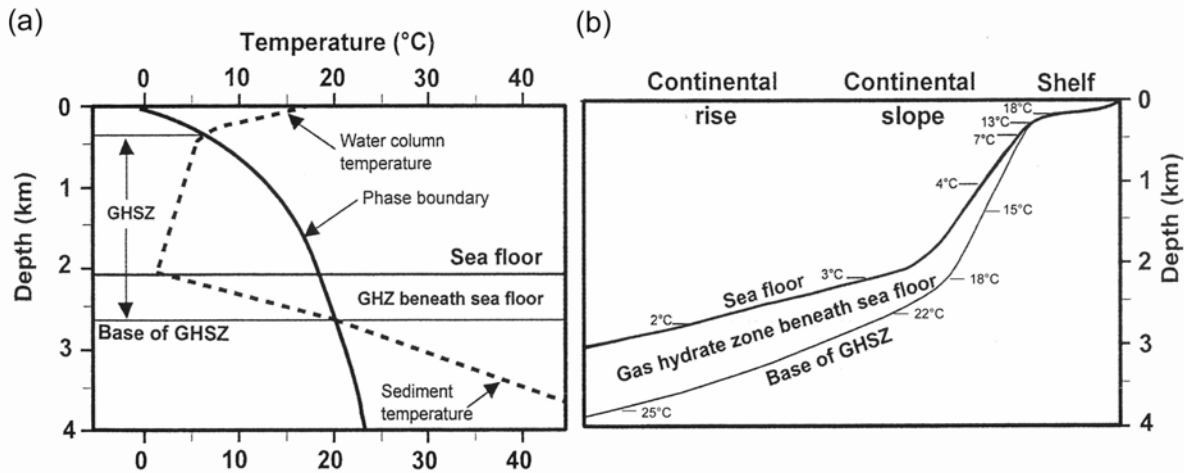 (a)
Temperature (°C)
0 10 20 30 40
0
1
2
3
4
Depth (km)
Water column
temperature
Phase boundary
GHSZ
Sea floor
GHZ beneath sea floor
Base of GHSZ
Sediment
temperature
0 10 20 30 40
(b)
Continental
rise
Continental
slope
Shelf
18°C
13°C
7°C
4°C
15°C
3°C
18°C
2°C
22°C
25°C
Sea floor
Gas hydrate zone beneath sea floor
Base of GHSZ
0
1
2
3
4
Depth (km)